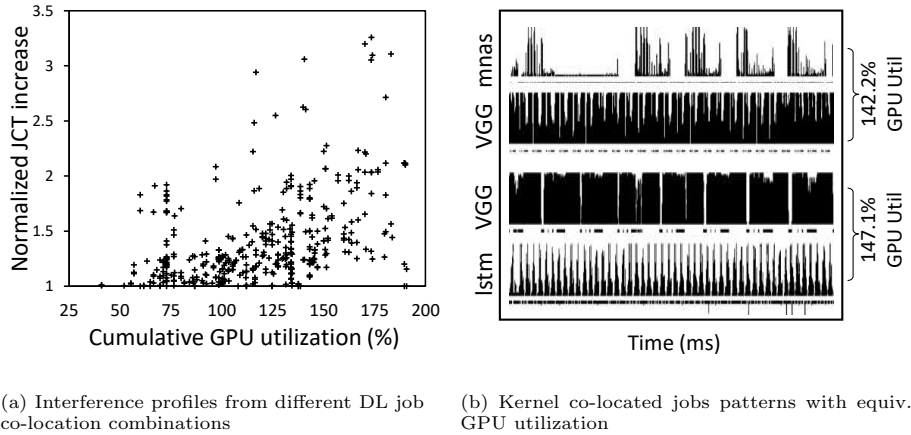 3.5
3
2.5
2
1.5
1
Normalized JCT increase
25 50 75 100 125 150 175 200
Cumulative GPU utilization (%)
(a) Interference profiles from different DL job
co-location combinations
mnas
VGG
142.2%
GPU Util
VGG
lstm
147.1%
GPU Util
Time (ms)
(b) Kernel co-located jobs patterns with equiv.
GPU utilization